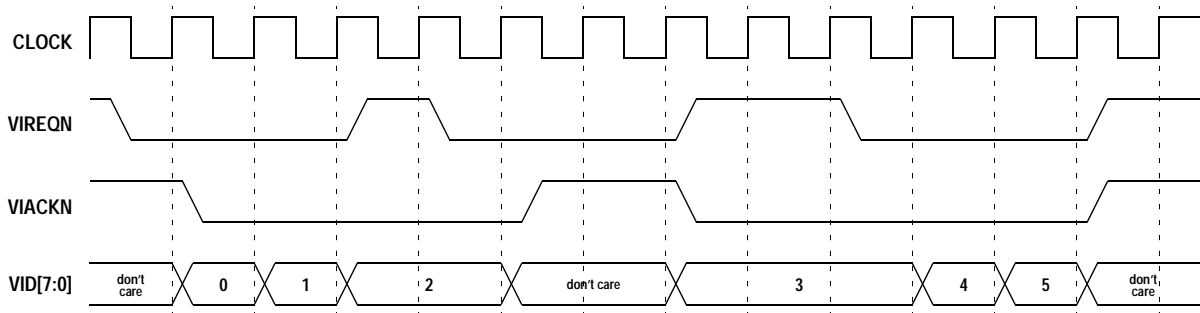 CLOCK
VIREQN
VIACKN
VID[7:0]
don't
care
0
1
2
don't care
3
4
5
don't
care